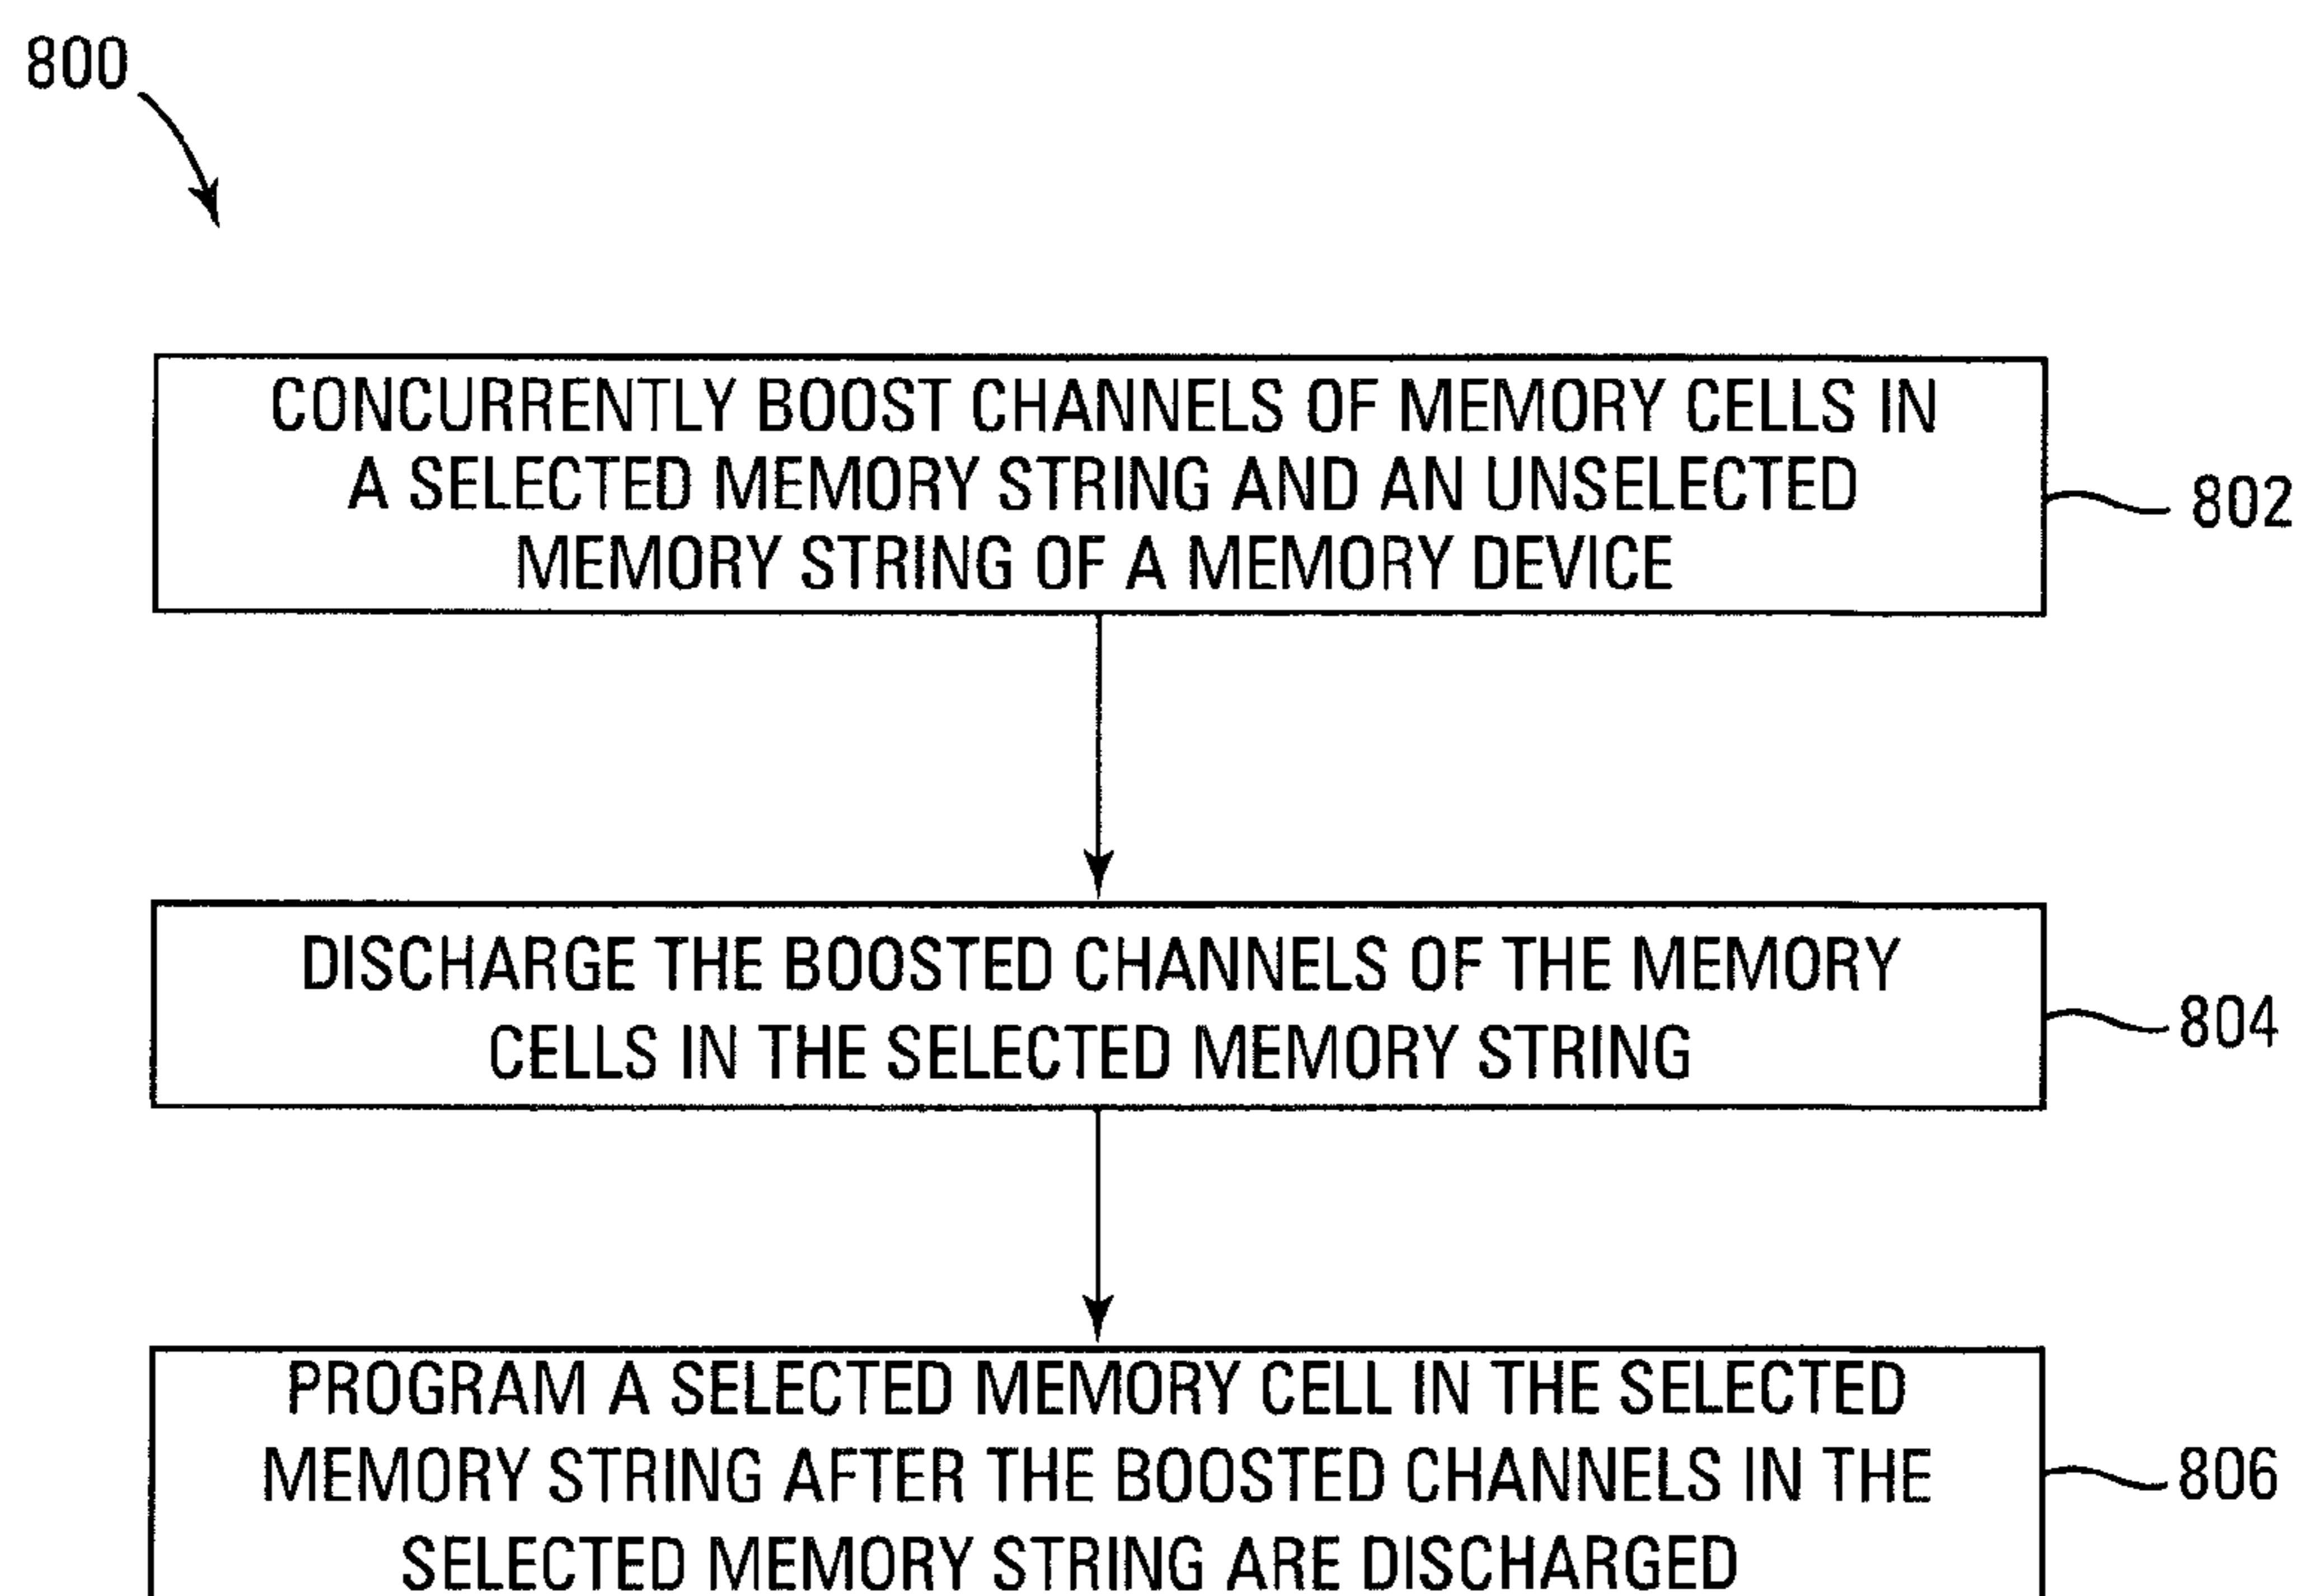 800
CONCURRENTLY BOOST CHANNELS OF MEMORY CELLS IN
A SELECTED MEMORY STRING AND AN UNSELECTED
MEMORY STRING OF A MEMORY DEVICE
802
DISCHARGE THE BOOSTED CHANNELS OF THE MEMORY
CELLS IN THE SELECTED MEMORY STRING
804
PROGRAM A SELECTED MEMORY CELL IN THE SELECTED
MEMORY STRING AFTER THE BOOSTED CHANNELS IN THE
SELECTED MEMORY STRING ARE DISCHARGED
806